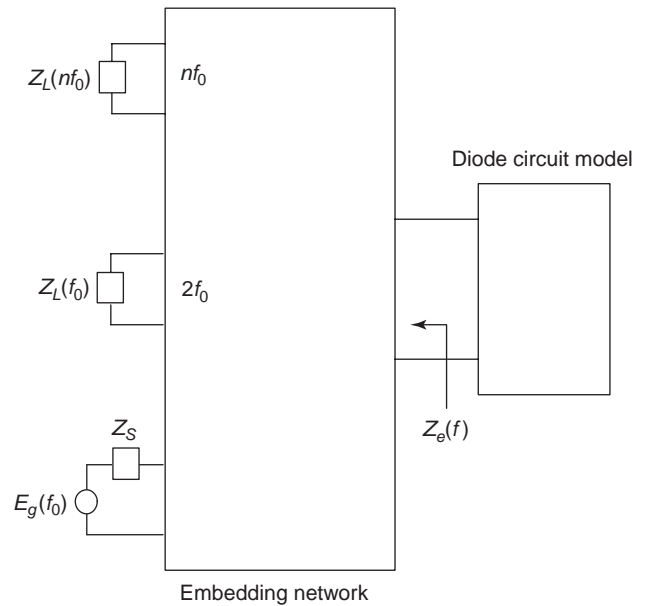 Z_L(nf_0)
nf_0
Diode circuit model
Z_L(f_0)
2f_0
Z_e(f)
Z_S
E_g(f_0)
Embedding network